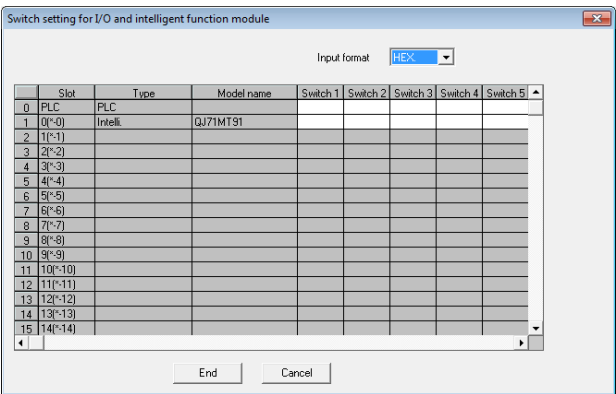 Switch setting for I/O and intelligent function module
Input format HEX
Slot Type Model name Switch 1 Switch 2 Switch 3 Switch 4 Switch 5
0 PLC PLC
1 0(*-0) Intelli. QJ71MT91
2 1(*-1)
3 2(*-2)
4 3(*-3)
5 4(*-4)
6 5(*-5)
7 6(*-6)
8 7(*-7)
9 8(*-8)
10 9(*-9)
11 10(*-10)
12 11(*-11)
13 12(*-12)
14 13(*-13)
15 14(*-14)
End Cancel